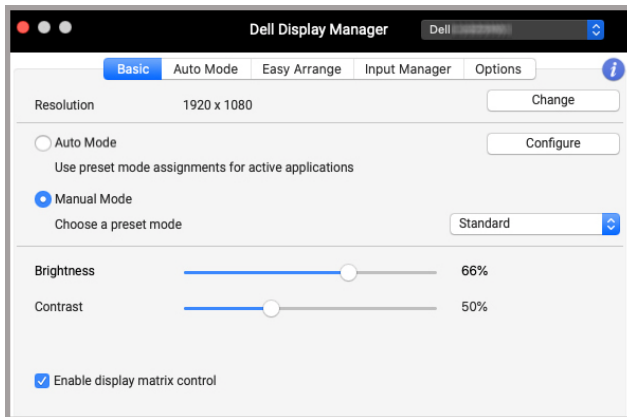 Dell Display Manager Dell
Basic Auto Mode Easy Arrange Input Manager Options i
Resolution 1920 x 1080 Change
Auto Mode Configure
Use preset mode assignments for active applications
Manual Mode
Choose a preset mode Standard
Brightness 66%
Contrast 50%
Enable display matrix control